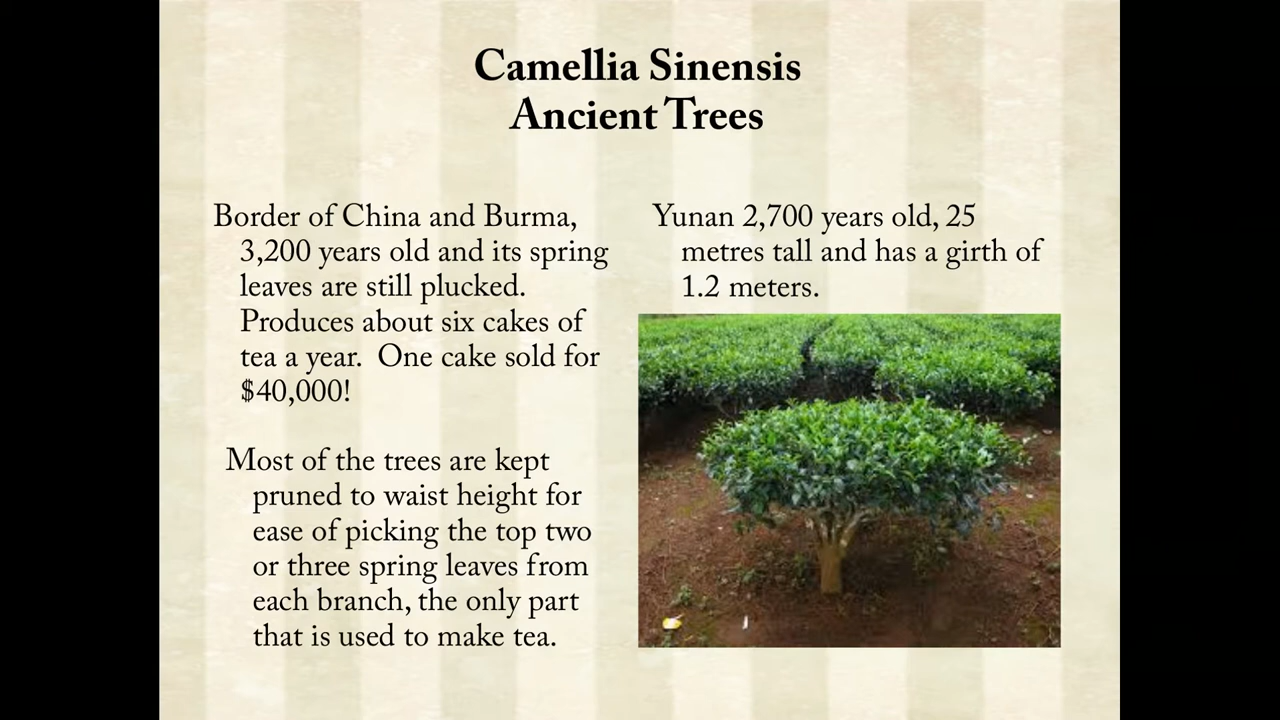 Camellia Sinensis
Ancient Trees
Border of China and Burma,
3,200 years old and its spring
leaves are still plucked.
Produces about six cakes of
tea a year.  One cake sold for
$40,000!
Most of the trees are kept
pruned to waist height for
ease of picking the top two
or three spring leaves from
each branch, the only part
that is used to make tea.
Yunan 2,700 years old, 25
metres tall and has a girth of
1.2 meters.